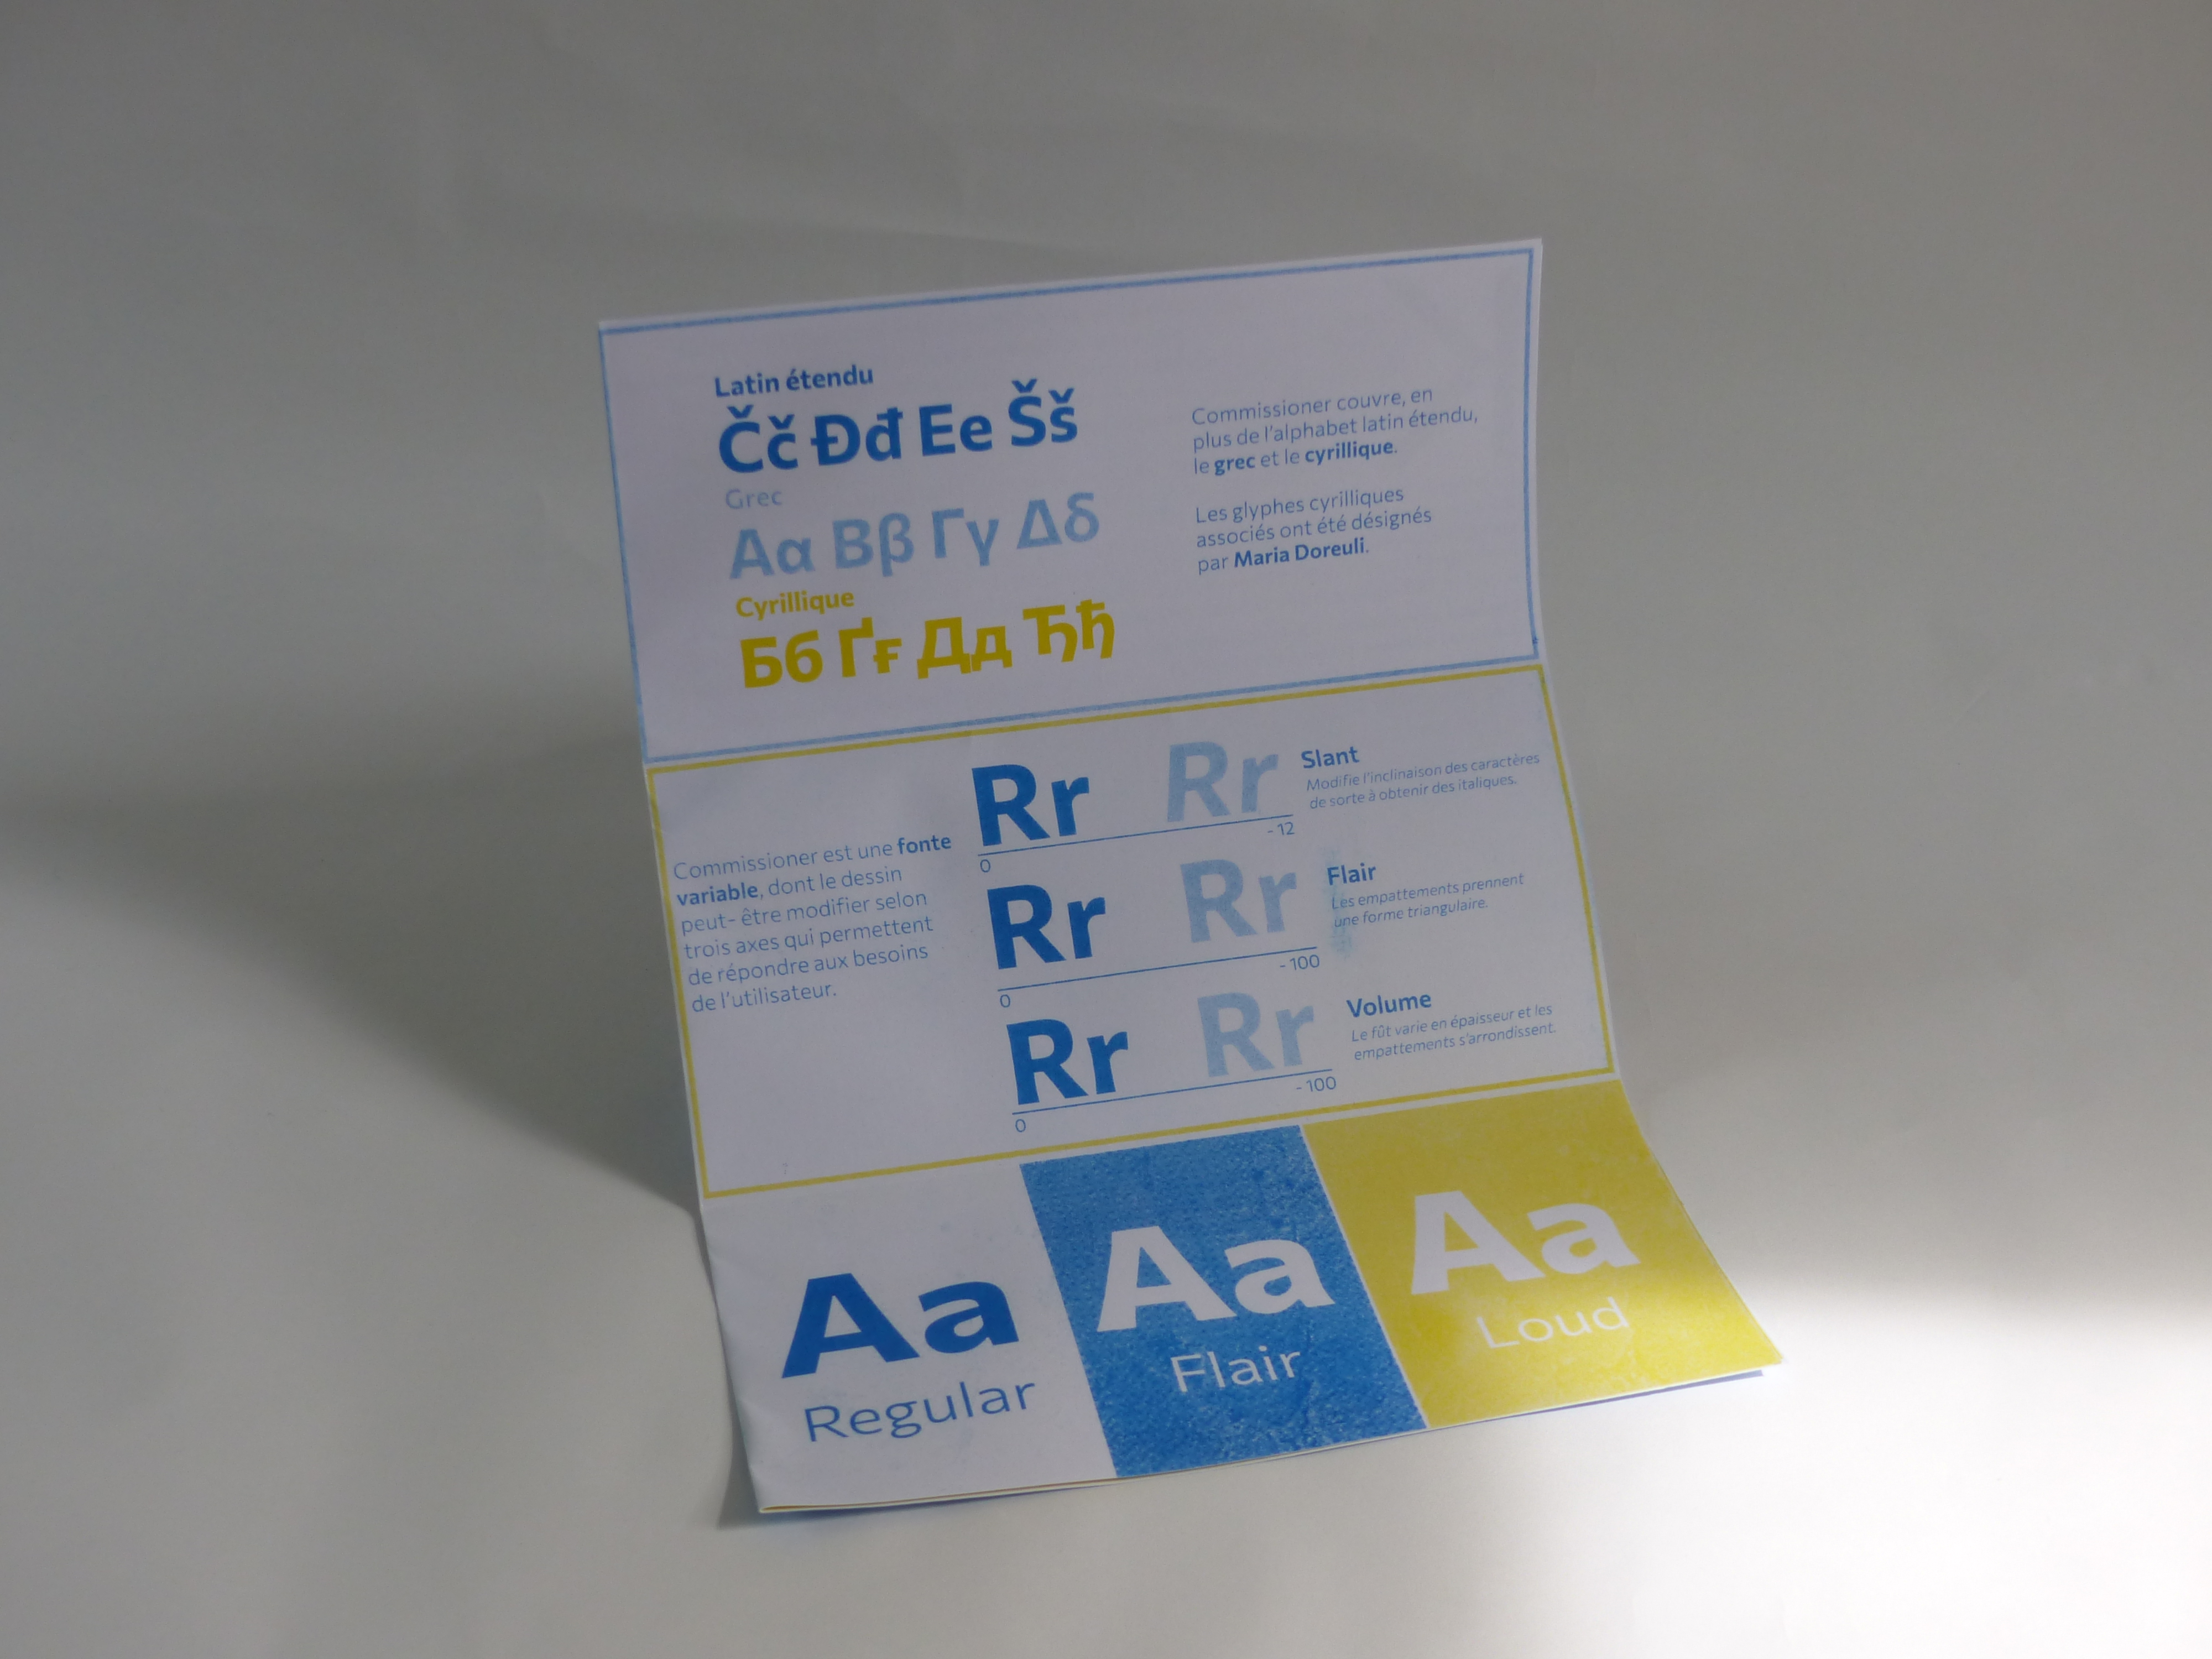 Latin étendu
Čč Đđ Ee Šš
Grec
Αα Ββ Γγ Δδ
Cyrillique
Бб Ґғ Дд Ђђ
Commissioner couvre, en
plus de l'alphabet latin étendu,
le grec et le cyrillique.
Les glyphes cyrilliques
associés ont été désignés
par Maria Doreuli.
Commissioner est une fonte
variable, dont le dessin
peut- être modifier selon
trois axes qui permettent
de répondre aux besoins
de l'utilisateur.
Rr Rr
0 - 12
Slant
Modifie l'inclinaison des caractères
de sorte à obtenir des italiques.
Rr Rr
0 - 100
Flair
Les empattements prennent
une forme triangulaire.
Rr Rr
0 - 100
Volume
Le fût varie en épaisseur et les
empattements s'arrondissent.
Aa Aa Aa
Regular Flair Loud